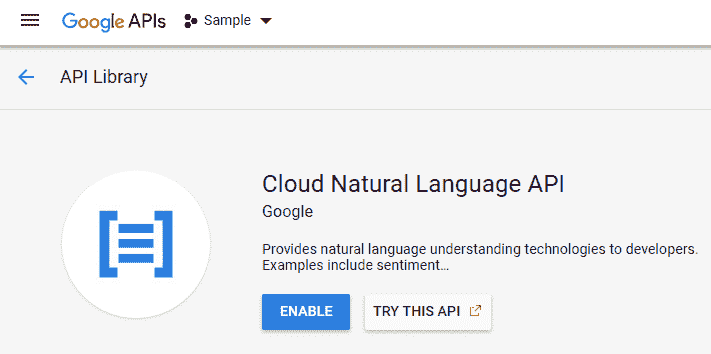 Google APIs Sample
API Library
Cloud Natural Language API
Google
Provides natural language understanding technologies to developers.
Examples include sentiment…
ENABLE TRY THIS API